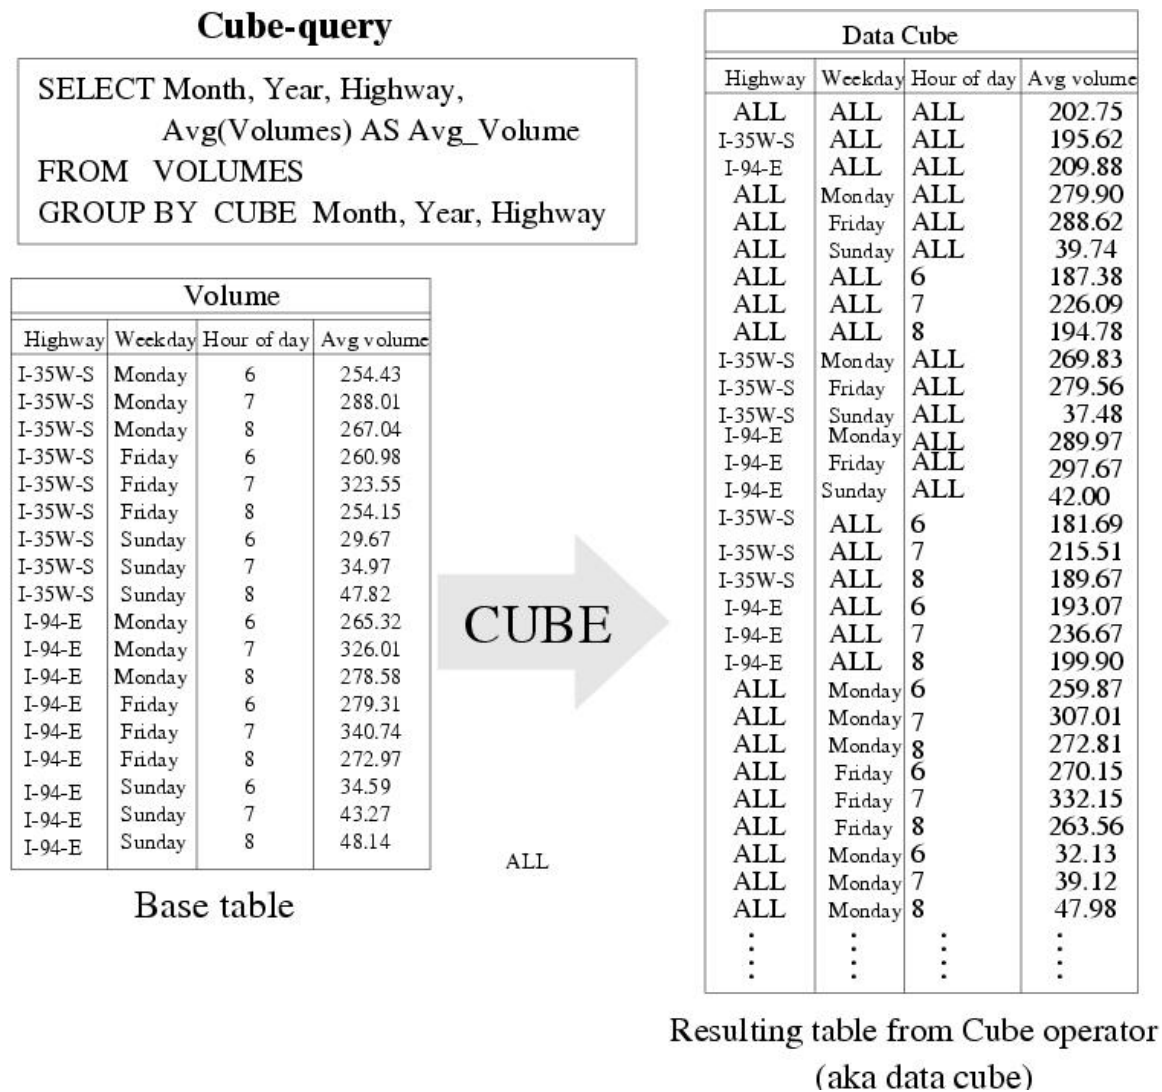 Cube-query
SELECT Month, Year, Highway,
Avg(Volumes) AS Avg_Volume
FROM VOLUMES
GROUP BY CUBE Month, Year, Highway
Volume
Highway Weekday Hour of day Avg volume
I-35W-S Monday 6 254.43
I-35W-S Monday 7 288.01
I-35W-S Monday 8 267.04
I-35W-S Friday 6 260.98
I-35W-S Friday 7 323.55
I-35W-S Friday 8 254.15
I-35W-S Sunday 6 29.67
I-35W-S Sunday 7 34.97
I-35W-S Sunday 8 47.82
I-94-E Monday 6 265.32
I-94-E Monday 7 326.01
I-94-E Monday 8 278.58
I-94-E Friday 6 279.31
I-94-E Friday 7 340.74
I-94-E Friday 8 272.97
I-94-E Sunday 6 34.59
I-94-E Sunday 7 43.27
I-94-E Sunday 8 48.14
Base table
CUBE
ALL
Data Cube
Highway Weekday Hour of day Avg volume
ALL ALL ALL 202.75
I-35W-S ALL ALL 195.62
I-94-E ALL ALL 209.88
ALL Monday ALL 279.90
ALL Friday ALL 288.62
ALL Sunday ALL 39.74
ALL ALL 6 187.38
ALL ALL 7 226.09
ALL ALL 8 194.78
I-35W-S Monday ALL 269.83
I-35W-S Friday ALL 279.56
I-35W-S Sunday ALL 37.48
I-94-E Monday ALL 289.97
I-94-E Friday ALL 297.67
I-94-E Sunday ALL 42.00
I-35W-S ALL 6 181.69
I-35W-S ALL 7 215.51
I-35W-S ALL 8 189.67
I-94-E ALL 6 193.07
I-94-E ALL 7 236.67
I-94-E ALL 8 199.90
ALL Monday 6 259.87
ALL Monday 7 307.01
ALL Monday 8 272.81
ALL Friday 6 270.15
ALL Friday 7 332.15
ALL Friday 8 263.56
ALL Monday 6 32.13
ALL Monday 7 39.12
ALL Monday 8 47.98
Resulting table from Cube operator
(aka data cube)